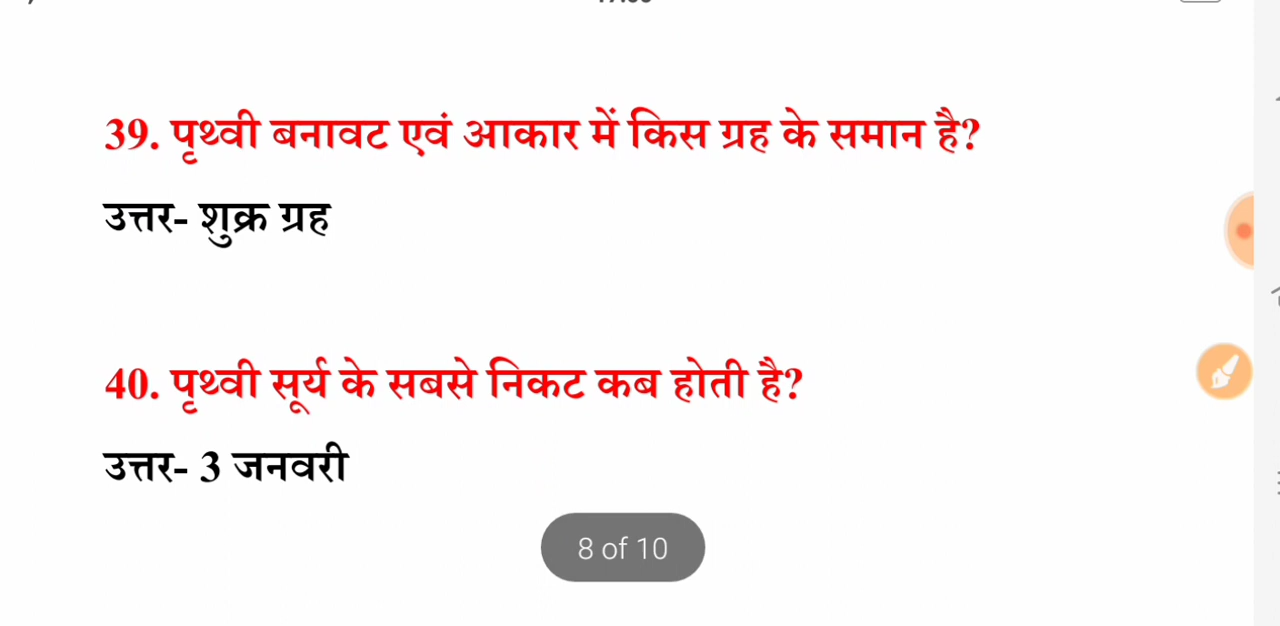 39. पृथ्वी बनावट एवं आकार में किस ग्रह के समान है?
उत्तर- शुक्र ग्रह
40. पृथ्वी सूर्य के सबसे निकट कब होती है?
उत्तर- 3 जनवरी
8 of 10